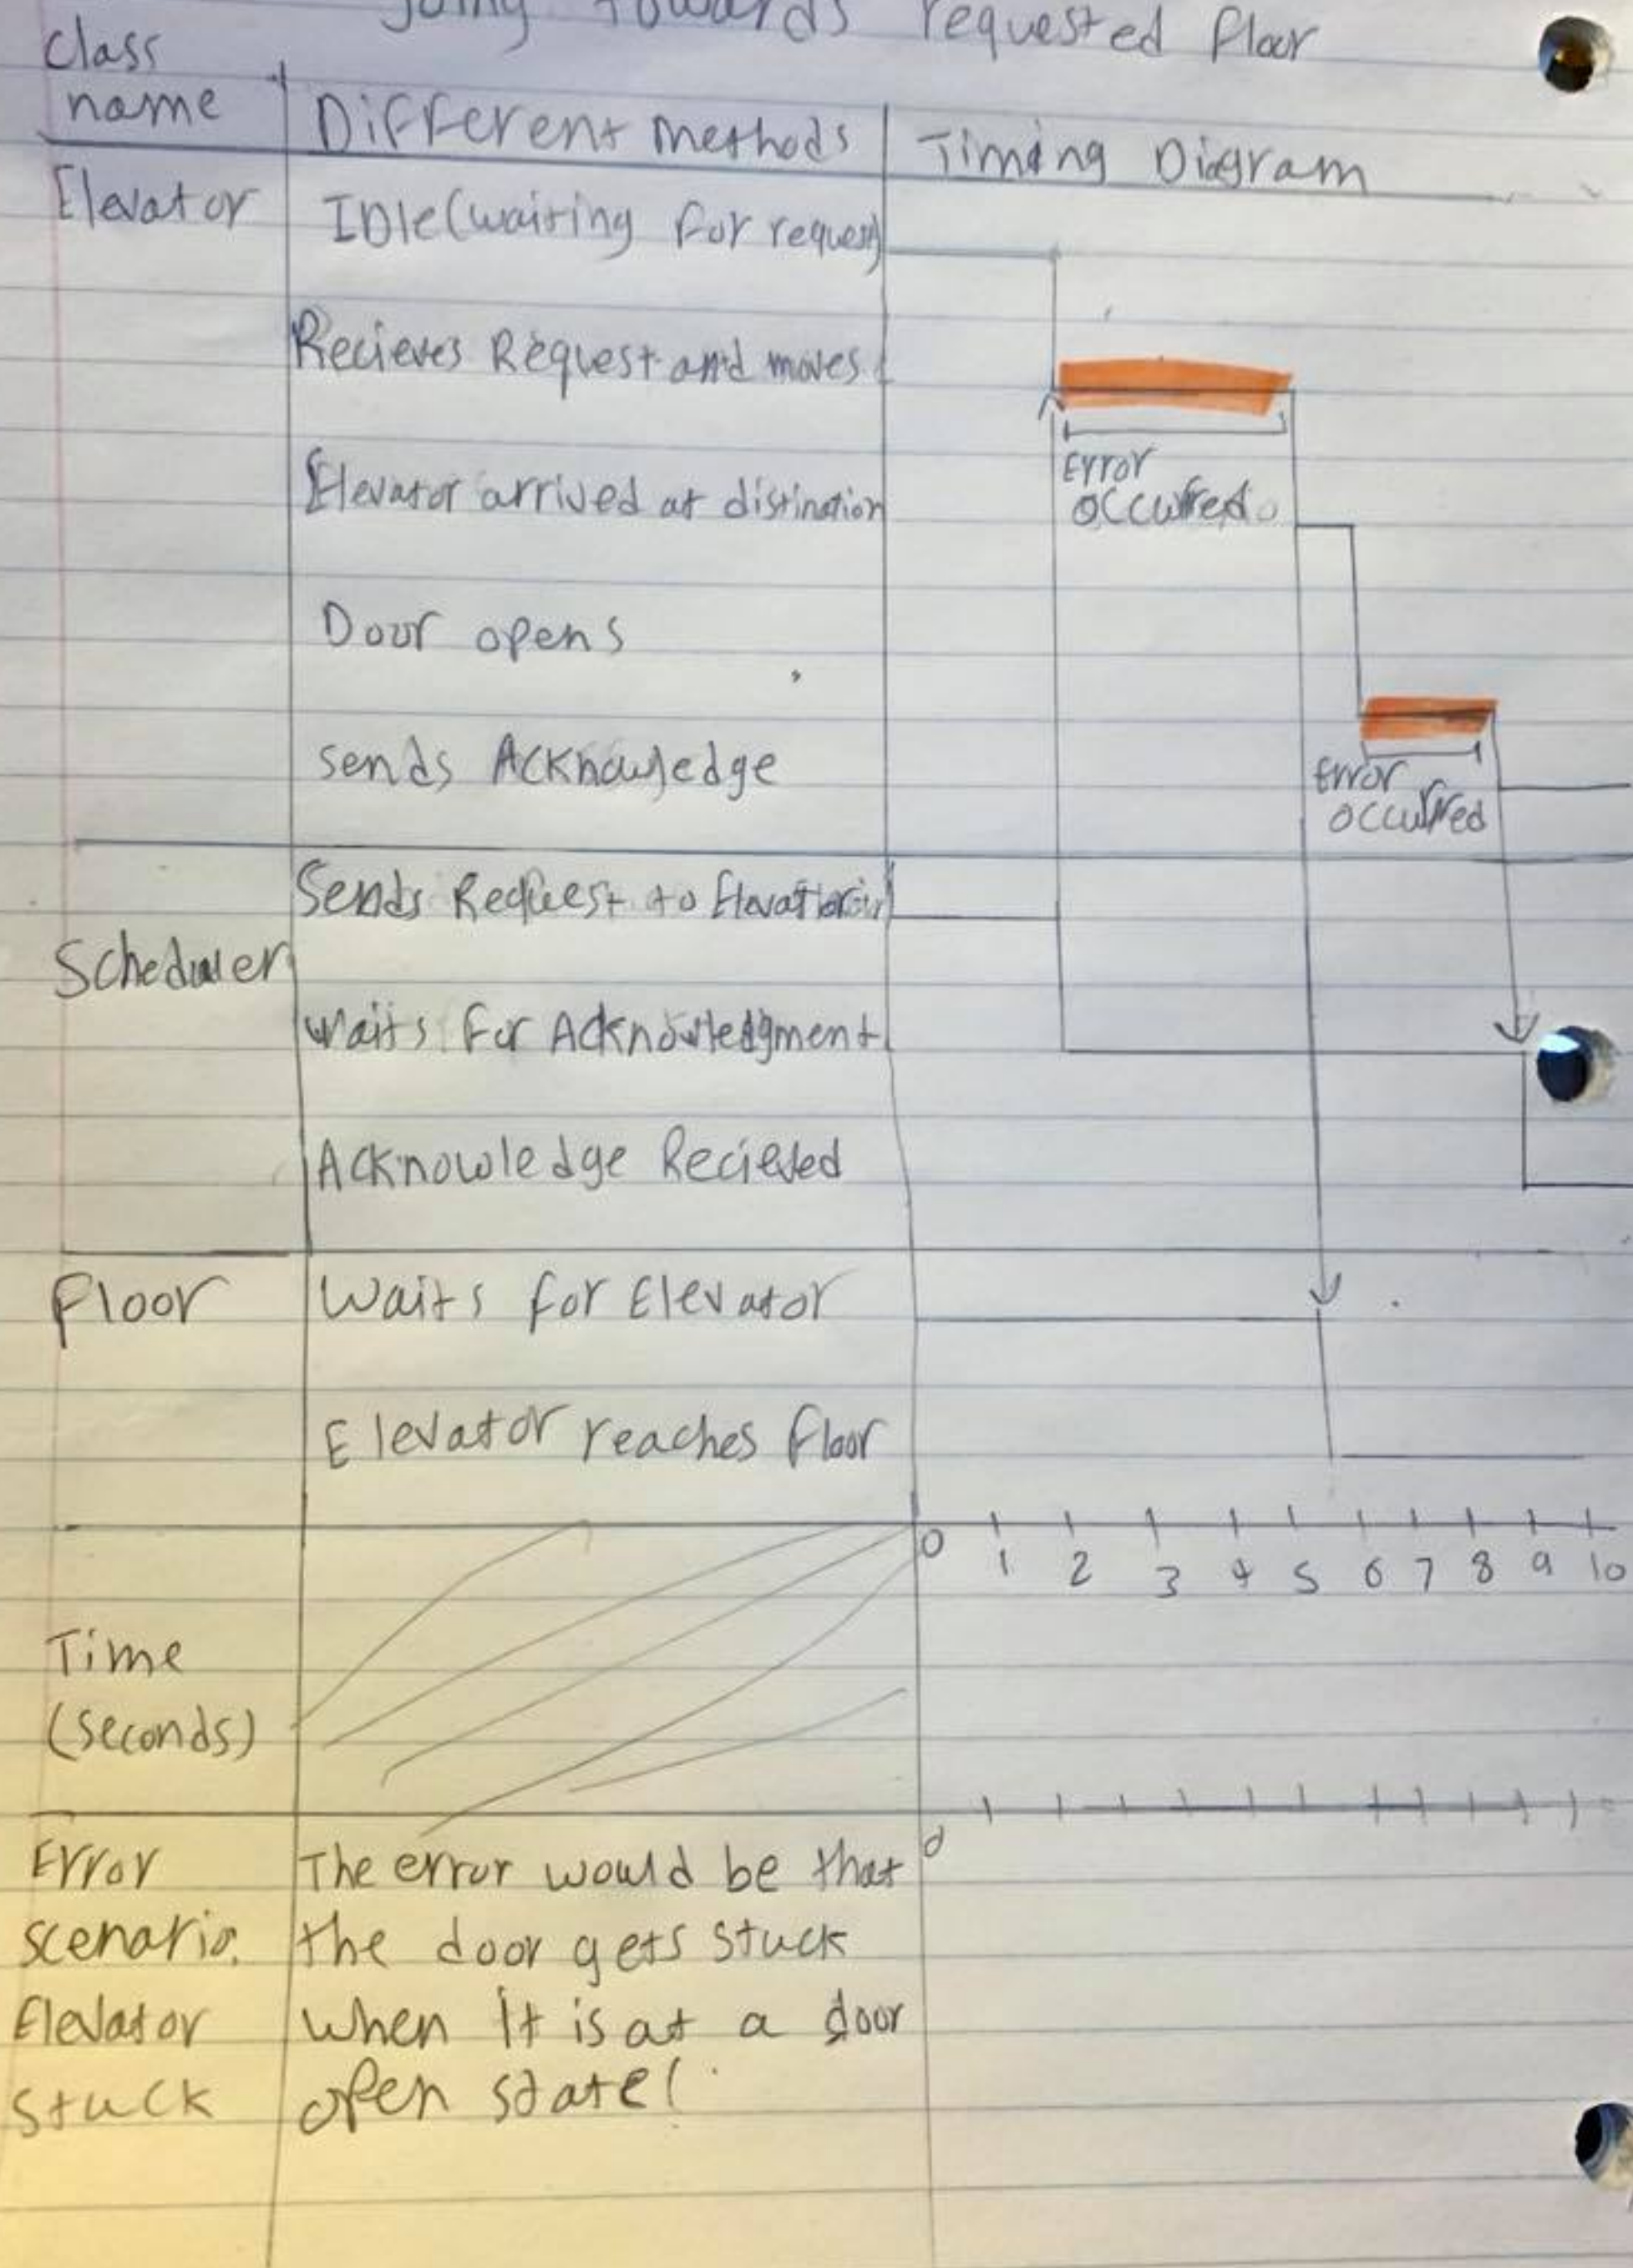 going towards requested floor
Class
name
Different methods
Timing Diagram
Elevator
IDle(waiting for request)
Recieves Request and moves
Elevator arrived at distination
Door opens
sends Acknowledge
Error
occurred
Error
occurred
Scheduler
Sends Request to Elevator
Waits For Acknowledgment
Acknowledge Recieved
Floor
Waits for Elevator
Elevator reaches floor
0 1 2 3 4 5 6 7 8 9 10
Time
(seconds)
0
Error
scenario.
Elevator
stuck
The error would be that
the door gets stuck
when it is at a door
open state!